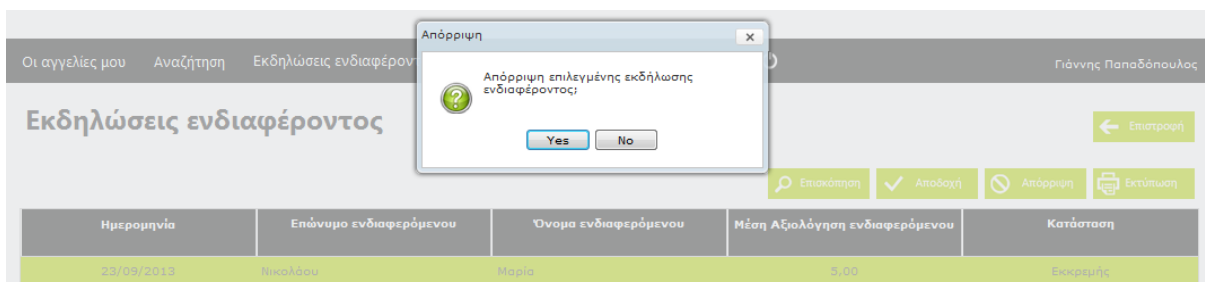 Απόρριψη
Οι αγγελίες μου Αναζήτηση Εκδηλώσεις ενδιαφέροντ Γιάννης Παπαδόπουλος
Απόρριψη επιλεγμένης εκδήλωσης
ενδιαφέροντος;
Εκδηλώσεις ενδιαφέροντος
Επιστροφή
Yes No
Επισκόπηση Αποδοχή Απόρριψη Εκτύπωση
Ημερομηνία Επώνυμο ενδιαφερόμενου Όνομα ενδιαφερόμενου Μέση Αξιολόγηση ενδιαφερόμενου Κατάσταση
23/09/2013 Νικολάου Μαρία 5,00 Εκκρεμής